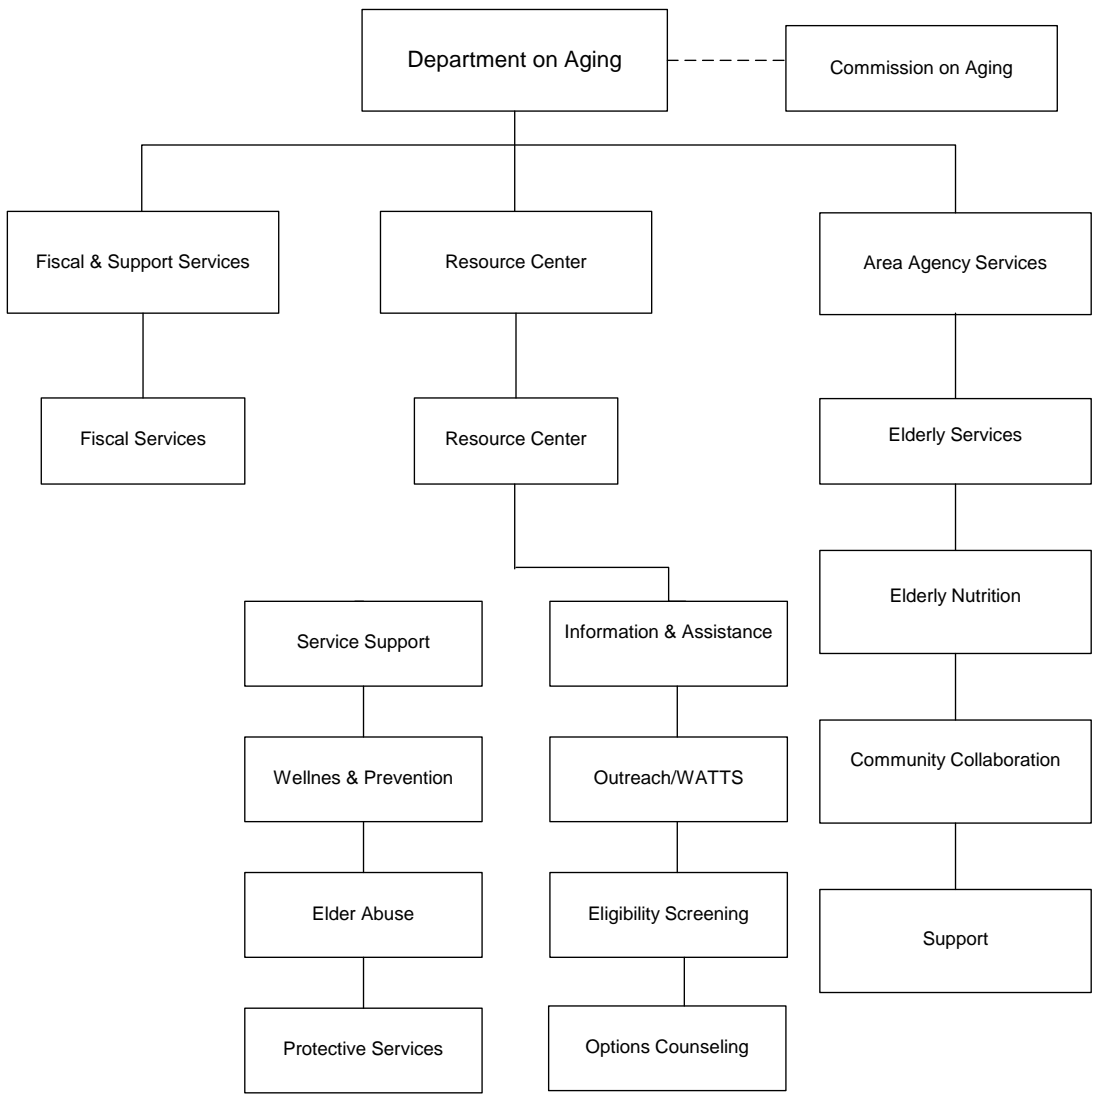 Department on Aging
Commission on Aging
Fiscal & Support Services
Resource Center
Area Agency Services
Fiscal Services
Resource Center
Elderly Services
Elderly Nutrition
Service Support
Information & Assistance
Community Collaboration
Wellnes & Prevention
Outreach/WATTS
Elder Abuse
Eligibility Screening
Support
Protective Services
Options Counseling